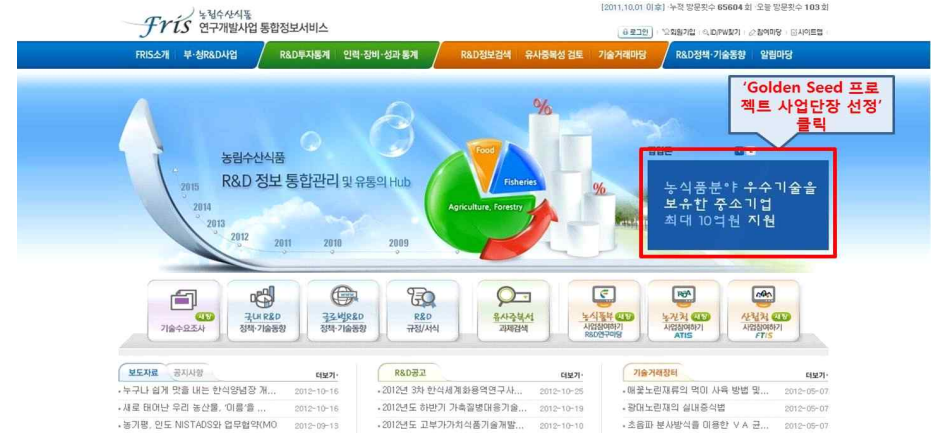 [2011,10.01 이후] 누적 방문횟수 65604 회 오늘 방문횟수 103 회
Fris 농림수산식품
연구개발사업 통합정보서비스
로그인 회원가입 ID/PW찾기 참여마당 사이트맵
FRIS소개 부·청R&D사업 R&D투자통계 인력·장비·성과통계 R&D정보검색 유사중복성 검토 기술거래마당 R&D정책·기술동향 알림마당
'Golden Seed 프로
젝트 사업단장 선정'
클릭
농림수산식품
R&D 정보 통합관리 및 유통의 Hub
2015
2014
2013
2012
2011
2010
2009
Food
Fisheries
Agriculture, Forestry
%
%
팝업존
농식품분야 우수기술을
보유한 중소기업
최대 10억원 지원
기술수요조사 새창
국내 R&D
정책·기술동향
글로벌R&D
정책·기술동향
R&D
규정/서식
유사중복성
과제검색
농식품부 새창
사업참여하기
R&D연구마당
농진청 새창
사업참여하기
ATIS
산림청 새창
사업참여하기
FTIS
보도자료 공지사항 더보기
누구나 쉽게 맛을 내는 한식양념장 개... 2012-10-16
새로 태어난 우리 농산물, '이름'을 ... 2012-10-16
농기평, 인도 NISTADS와 업무협약(MO 2012-09-13
R&D공고 더보기
2012년 3차 한식세계화용역연구사... 2012-10-25
2012년도 하반기 가축질병대응기술... 2012-10-19
2012년도 고부가가치식품기술개발... 2012-10-10
기술거래장터 더보기
애꽃노린재류의 먹이 사육 방법 및... 2012-05-07
광대노린재의 실내증식법 2012-05-07
초음파 분사방식를 이용한 V A 균... 2012-05-07